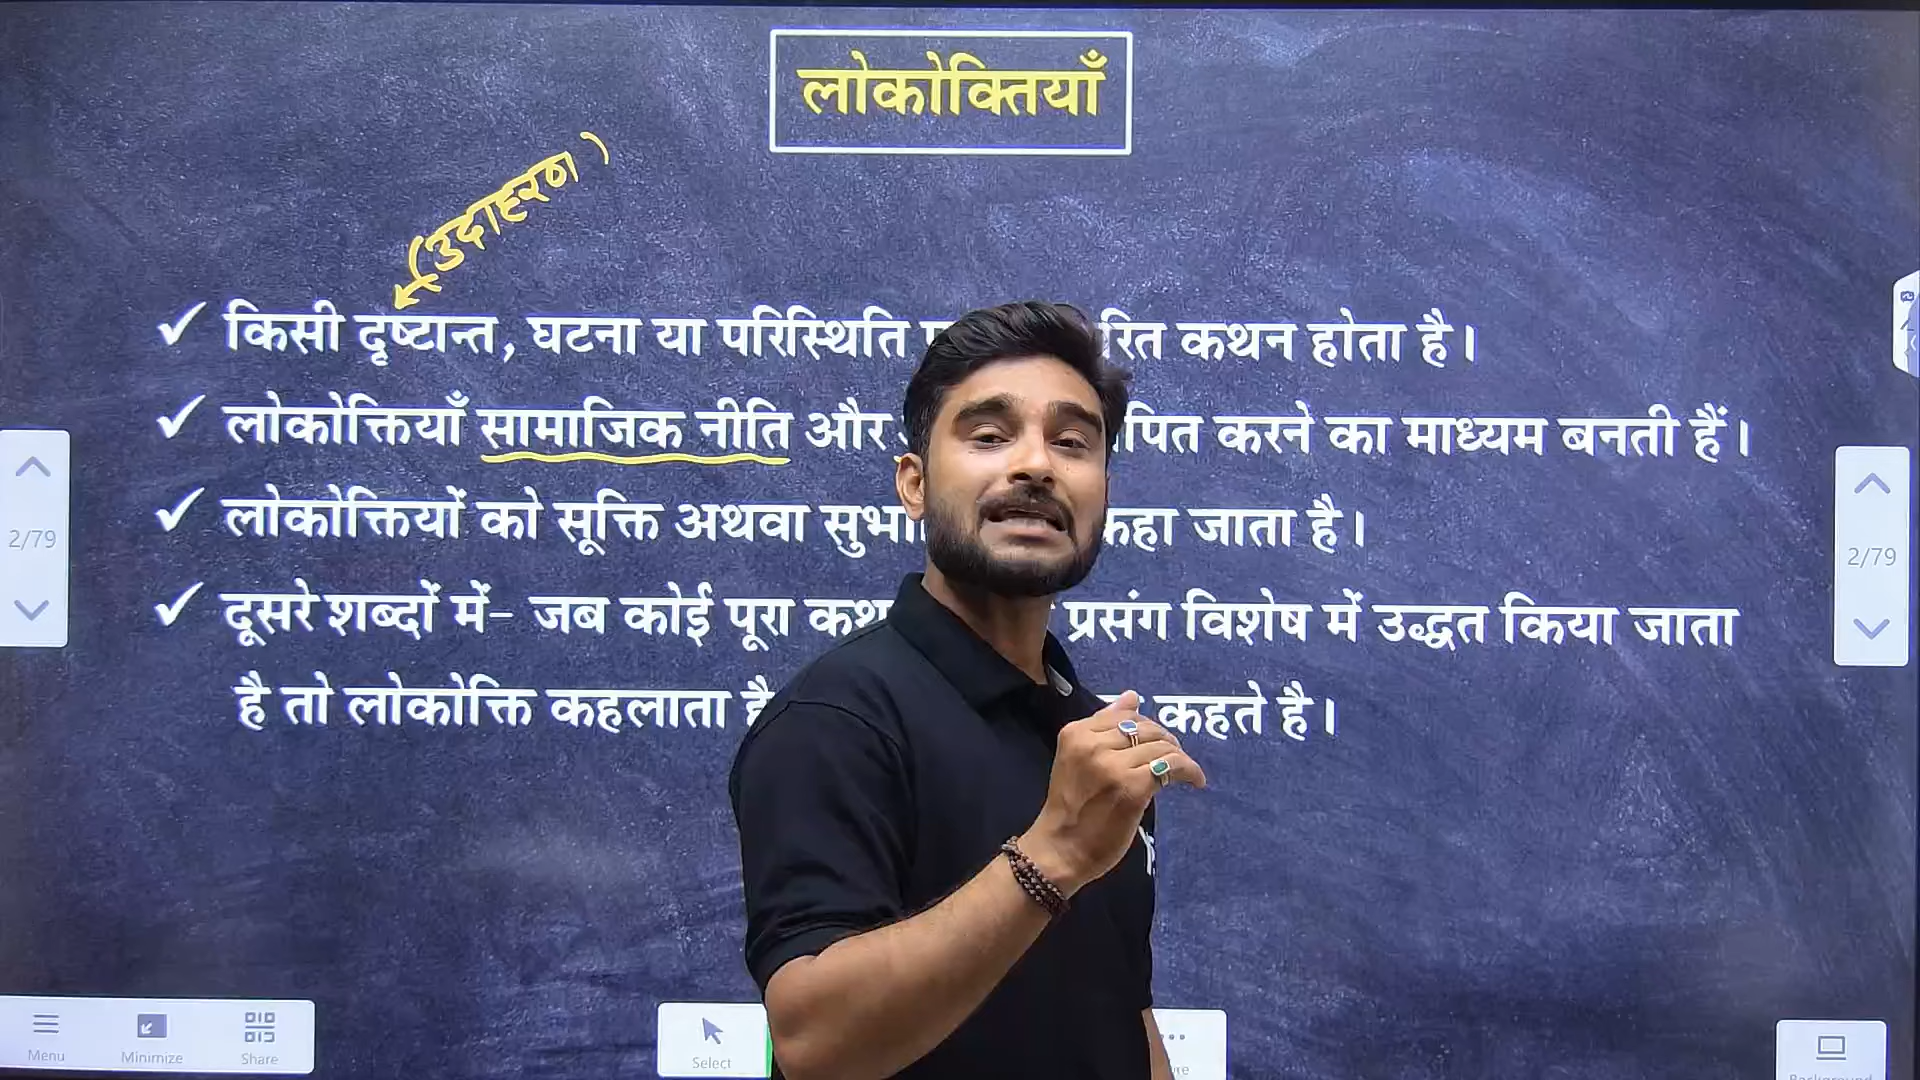 लोकोक्तियाँ
(उदाहरण)
✓ किसी दृष्टान्त, घटना या परिस्थिति कथन होता है।
✓ लोकोक्तियाँ सामाजिक नीति और करने का माध्यम बनती हैं।
✓ लोकोक्तियों को सूक्ति अथवा कहा जाता है।
✓ दूसरे शब्दों में- जब कोई पूरा प्रसंग विशेष में उद्धत किया जाता
है तो लोकोक्ति कहलाता कहते है।
2/79
2/79
Menu
Minimize
Share
Select